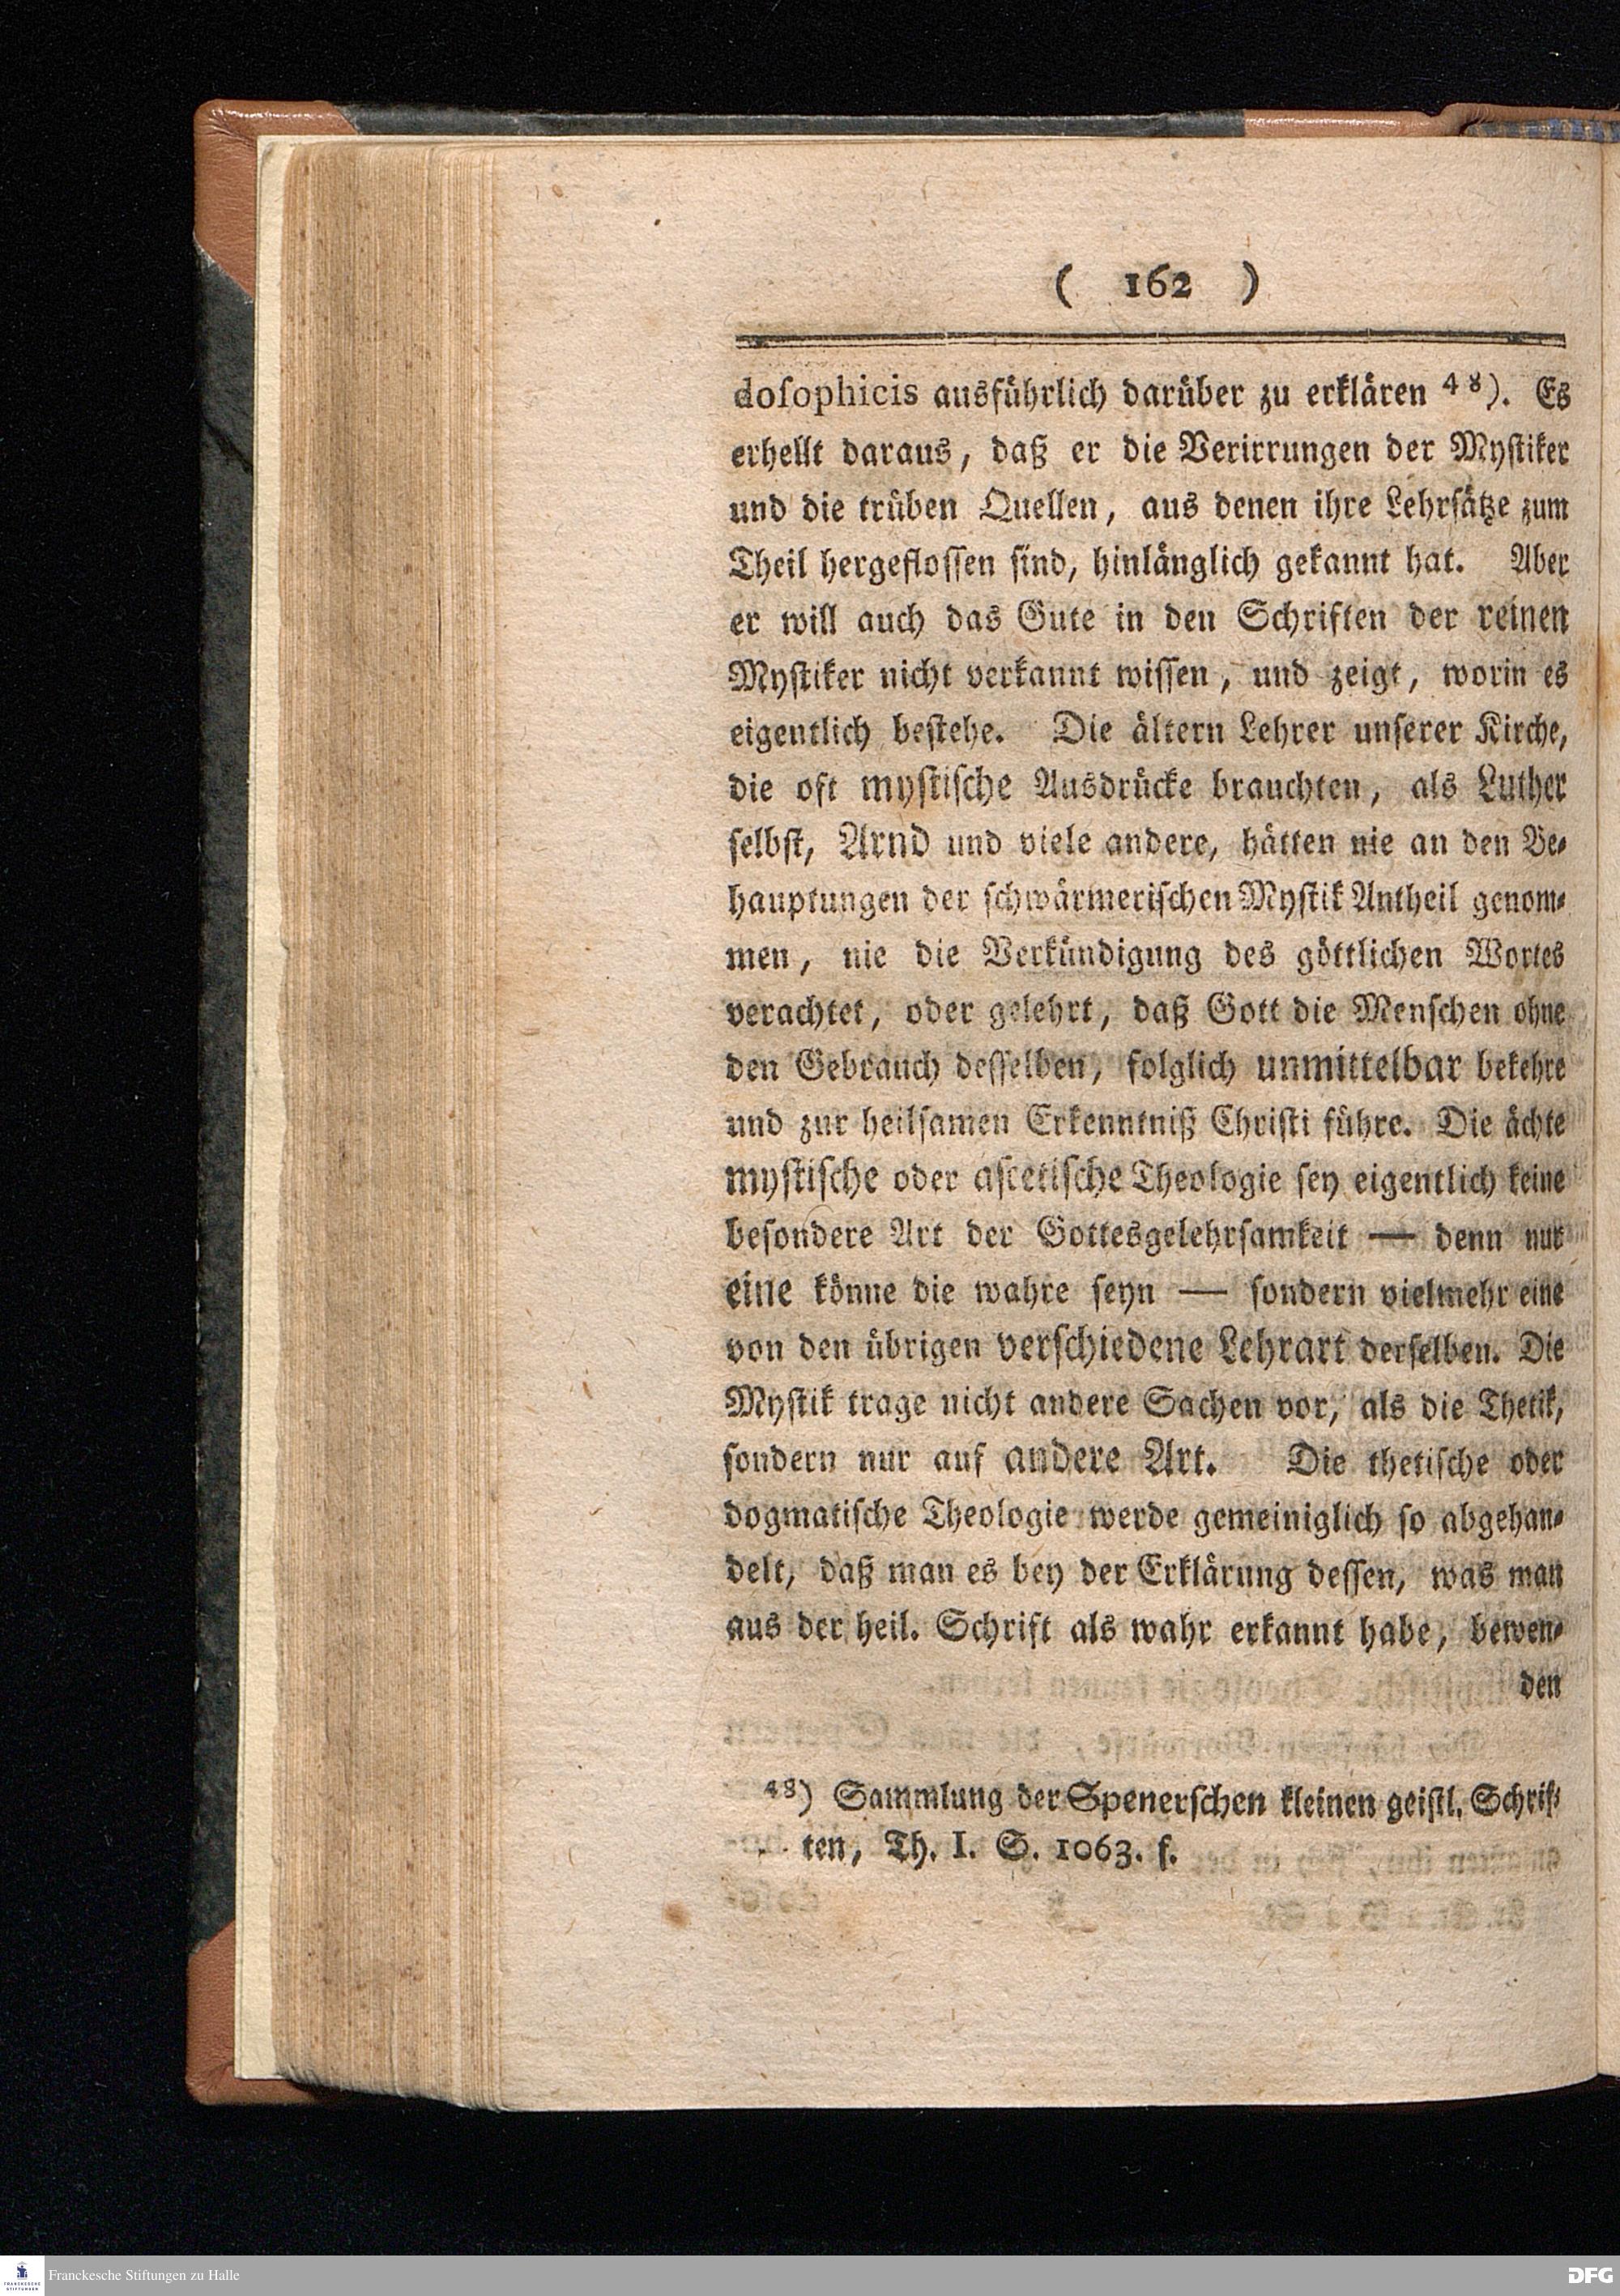 ( 162 )
doſophicis ausführlich darüber zu erklären 48). Es
erhellt daraus, daß er die Verirrungen der Myſtiker
und die trüben Quellen, aus denen ihre Lehrſätze zum
Theil hergefloſſen ſind, hinlänglich gekannt hat. Aber
er will auch das Gute in den Schriften der reinen
Myſtiker nicht verkannt wiſſen, und zeigt, worin es
eigentlich beſtehe. Die ältern Lehrer unſerer Kirche,
die oft myſtiſche Ausdrücke brauchten, als Luther
ſelbſt, Arnd und viele andere, hätten nie an den Be⸗
hauptungen der ſchwärmeriſchen Myſtik Antheil genom⸗
men, nie die Verkündigung des göttlichen Wortes
verachtet, oder gelehrt, daß Gott die Menſchen ohne
den Gebrauch deſſelben, folglich unmittelbar bekehre
und zur heilſamen Erkenntniß Chriſti führe. Die ächte
myſtiſche oder aſcetiſche Theologie ſey eigentlich keine
beſondere Art der Gottesgelehrſamkeit — denn nur
eine könne die wahre ſeyn — ſondern vielmehr eine
von den übrigen verſchiedene Lehrart derſelben. Die
Myſtik trage nicht andere Sachen vor, als die Thetik,
ſondern nur auf andere Art. Die thetiſche oder
dogmatiſche Theologie werde gemeiniglich ſo abgehan⸗
delt, daß man es bey der Erklärung deſſen, was man
aus der heil. Schrift als wahr erkannt habe, bewen⸗
den
48) Sammlung der Spenerſchen kleinen geiſtl. Schrif⸗
ten, Th. I. S. 1063. f.
FRANCKESCHE STIFTUNGEN
Franckesche Stiftungen zu Halle
DFG